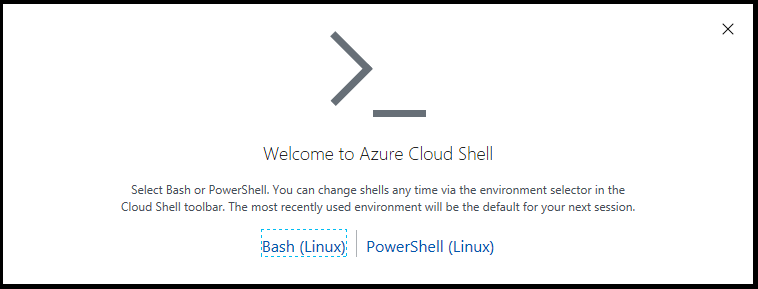 Welcome to Azure Cloud Shell
Select Bash or PowerShell. You can change shells any time via the environment selector in the
Cloud Shell toolbar. The most recently used environment will be the default for your next session.
Bash (Linux) PowerShell (Linux)